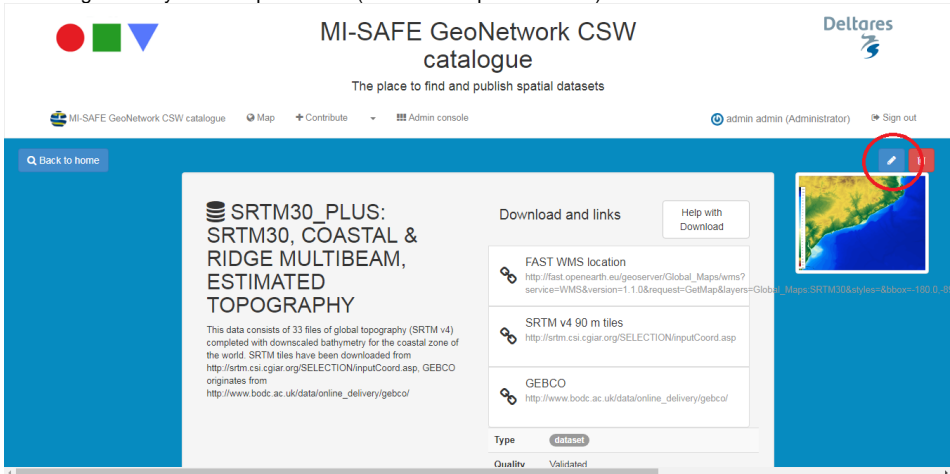 MI-SAFE GeoNetwork CSW
catalogue
The place to find and publish spatial datasets
Deltares
MI-SAFE GeoNetwork CSW catalogue Map Contribute Admin console admin admin (Administrator) Sign out
Back to home
SRTM30_PLUS:
SRTM30, COASTAL &
RIDGE MULTIBEAM,
ESTIMATED
TOPOGRAPHY
This data consists of 33 files of global topography (SRTM v4)
completed with downscaled bathymetry for the coastal zone of
the world. SRTM tiles have been downloaded from
http://srtm.csi.cgiar.org/SELECTION/inputCoord.asp, GEBCO
originates from
http://www.bodc.ac.uk/data/online_delivery/gebco/
Download and links
Help with
Download
FAST WMS location
http://fast.openearth.eu/geoserver/Global_Maps/wms?
service=WMS&version=1.1.0&request=GetMap&layers=Global_Maps:SRTM30&styles=&bbox=-180.0,
SRTM v4 90 m tiles
http://srtm.csi.cgiar.org/SELECTION/inputCoord.asp
GEBCO
http://www.bodc.ac.uk/data/online_delivery/gebco/
Type dataset
Quality Validated